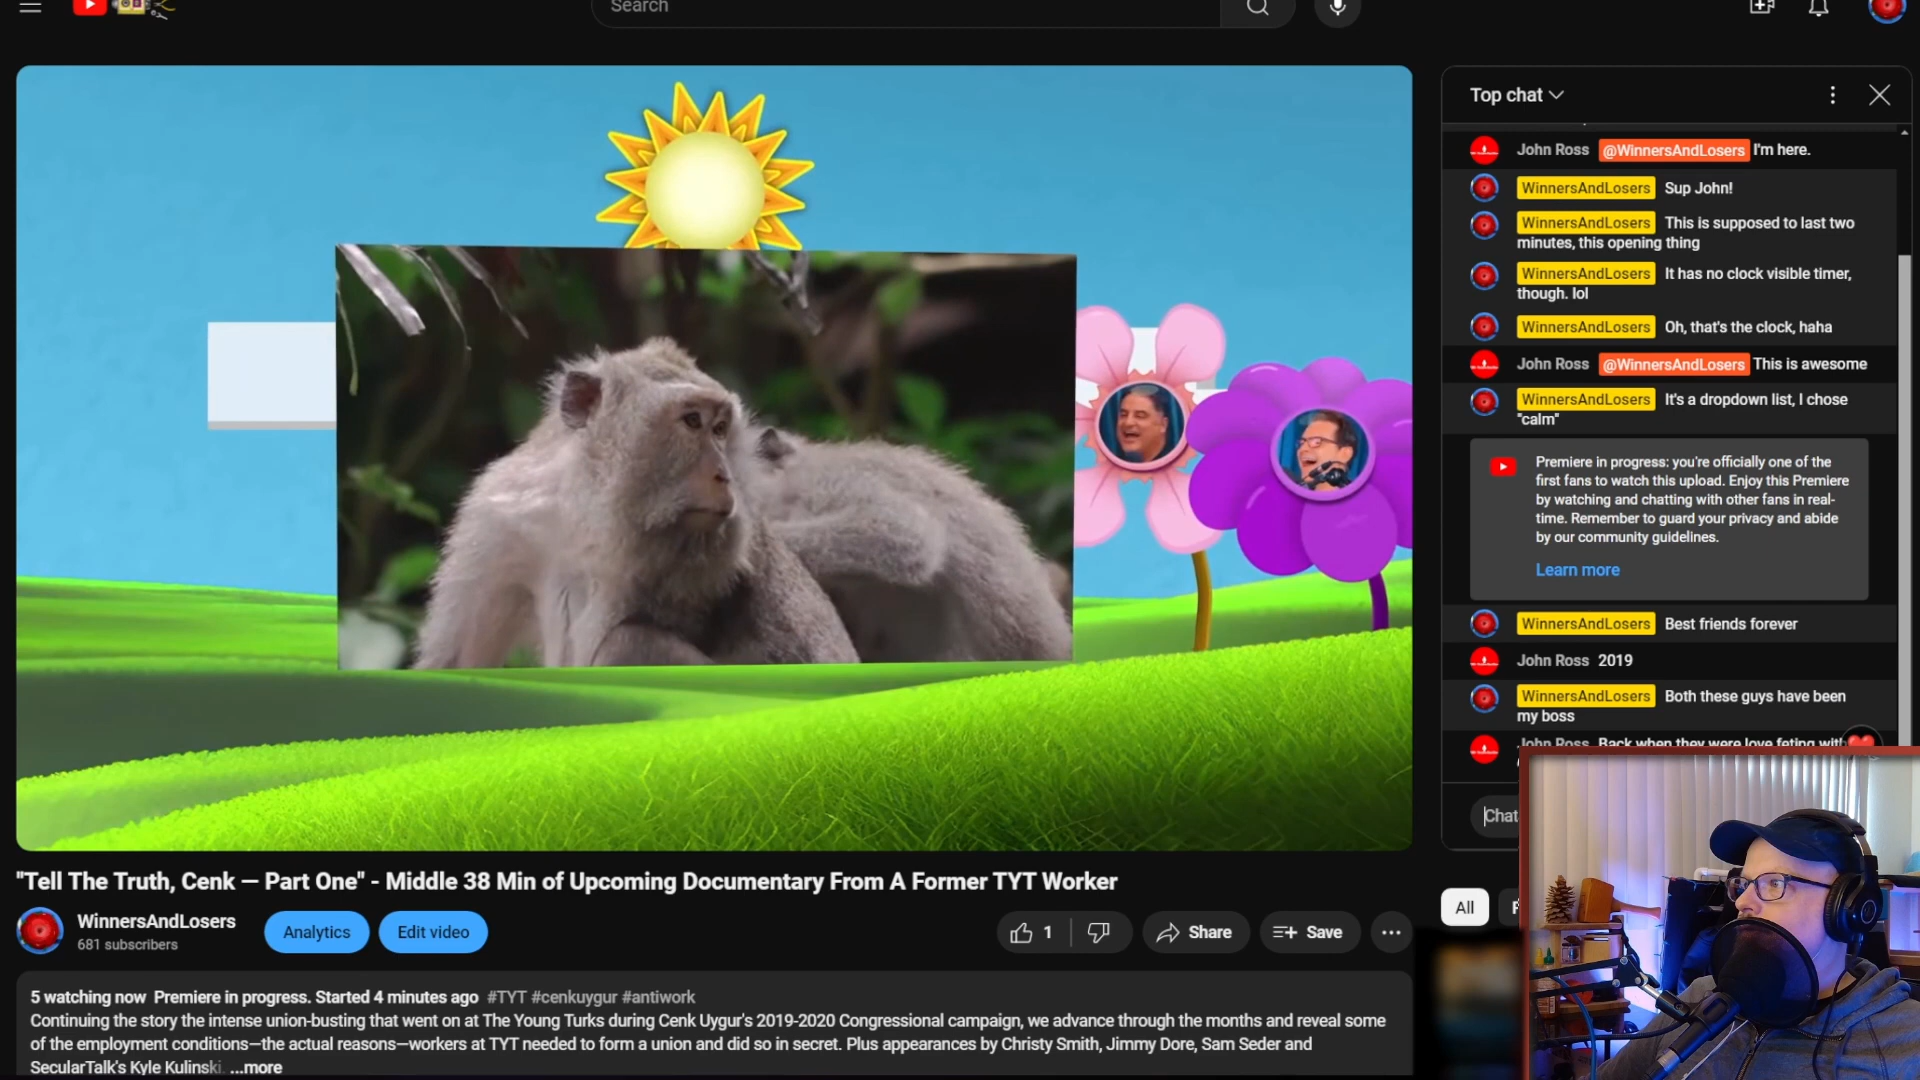 Search
Top chat
John Ross @WinnersAndLosers I'm here.
WinnersAndLosers Sup John!
WinnersAndLosers This is supposed to last two
minutes, this opening thing
WinnersAndLosers It has no clock visible timer,
though. lol
WinnersAndLosers Oh, that's the clock, haha
John Ross @WinnersAndLosers This is awesome
WinnersAndLosers It's a dropdown list, I chose
"calm"
Premiere in progress: you're officially one of the
first fans to watch this upload. Enjoy this Premiere
by watching and chatting with other fans in real-
time. Remember to guard your privacy and abide
by our community guidelines.
Learn more
WinnersAndLosers Best friends forever
John Ross 2019
WinnersAndLosers Both these guys have been
my boss
John Ross Back when they were love feting with
Chat
"Tell The Truth, Cenk — Part One" - Middle 38 Min of Upcoming Documentary From A Former TYT Worker
WinnersAndLosers
681 subscribers
Analytics
Edit video
1
Share
Save
All
5 watching now Premiere in progress. Started 4 minutes ago #TYT #cenkuygur #antiwork
Continuing the story the intense union-busting that went on at The Young Turks during Cenk Uygur's 2019-2020 Congressional campaign, we advance through the months and reveal some
of the employment conditions—the actual reasons—workers at TYT needed to form a union and did so in secret. Plus appearances by Christy Smith, Jimmy Dore, Sam Seder and
SecularTalk's Kyle Kulinski. ...more